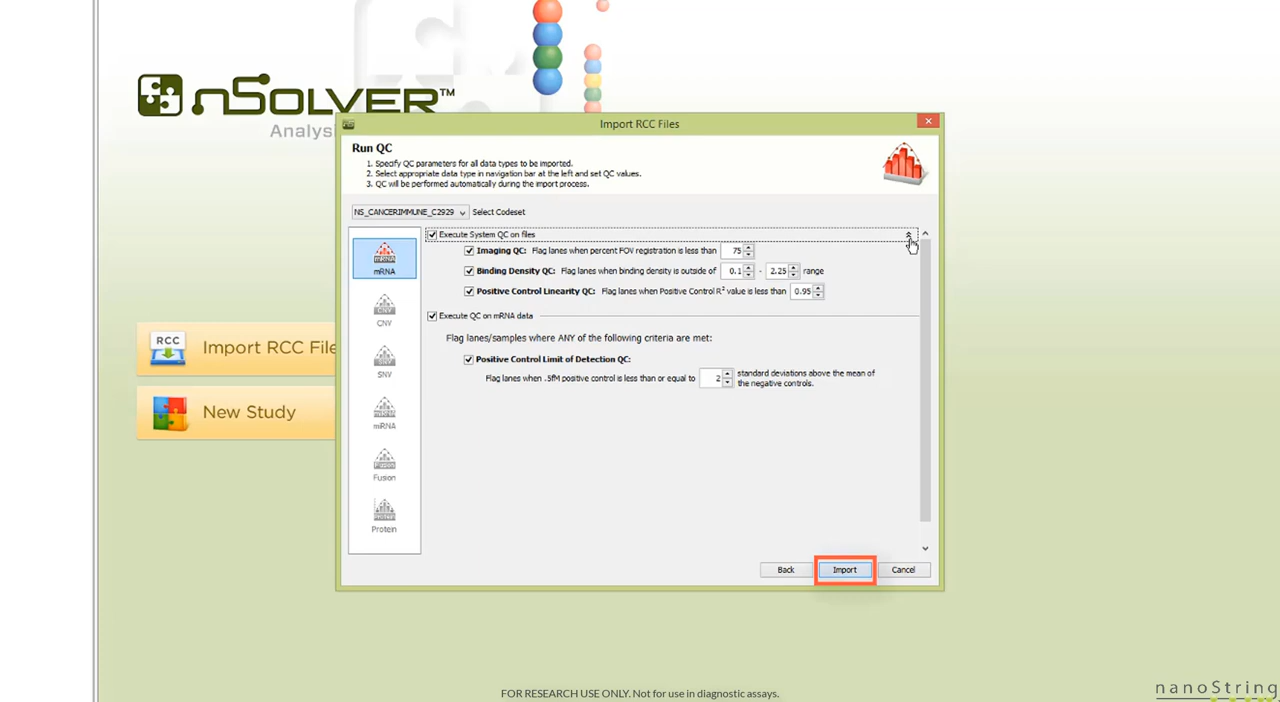 nSOLVER™
Analys
Import RCC Files
Run QC
1. Specify QC parameters for all data types to be imported.
2. Select appropriate data type in navigation bar at the left and set QC values.
3. QC will be performed automatically during the import process.
NS_CANCERIMMUNE_C2929 Select Codeset
mRNA
CNV
SNV
mRNA
Fusion
Protein
Execute System QC on files
Imaging QC: Flag lanes when percent FOV registration is less than 75
Binding Density QC: Flag lanes when binding density is outside of 0.1 - 2.25 range
Positive Control Linearity QC: Flag lanes when Positive Control R² value is less than 0.95
Execute QC on mRNA data
Flag lanes/samples where ANY of the following criteria are met:
Positive Control Limit of Detection QC:
Flag lanes when .5fM positive control is less than or equal to 2 standard deviations above the mean of
the negative controls.
Back Import Cancel
RCC
Import RCC File
New Study
FOR RESEARCH USE ONLY. Not for use in diagnostic assays.
nanoString